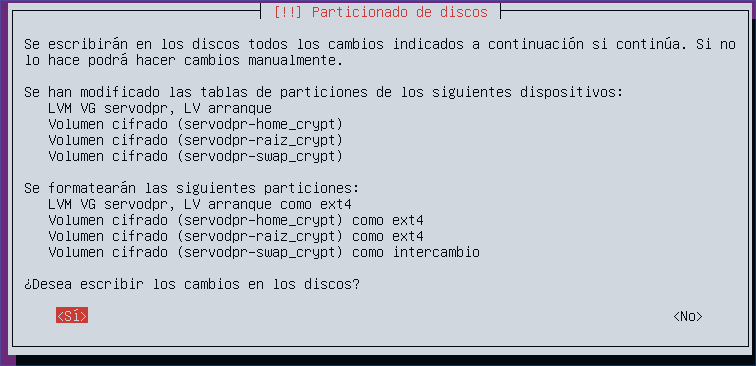 [!!] Particionado de discos
Se escribirán en los discos todos los cambios indicados a continuación si continúa. Si no
lo hace podrá hacer cambios manualmente.
Se han modificado las tablas de particiones de los siguientes dispositivos:
LVM VG servodpr, LV arranque
Volumen cifrado (servodpr-home_crypt)
Volumen cifrado (servodpr-raiz_crypt)
Volumen cifrado (servodpr-swap_crypt)
Se formatearán las siguientes particiones:
LVM VG servodpr, LV arranque como ext4
Volumen cifrado (servodpr-home_crypt) como ext4
Volumen cifrado (servodpr-raiz_crypt) como ext4
Volumen cifrado (servodpr-swap_crypt) como intercambio
¿Desea escribir los cambios en los discos?
<Sí> <No>